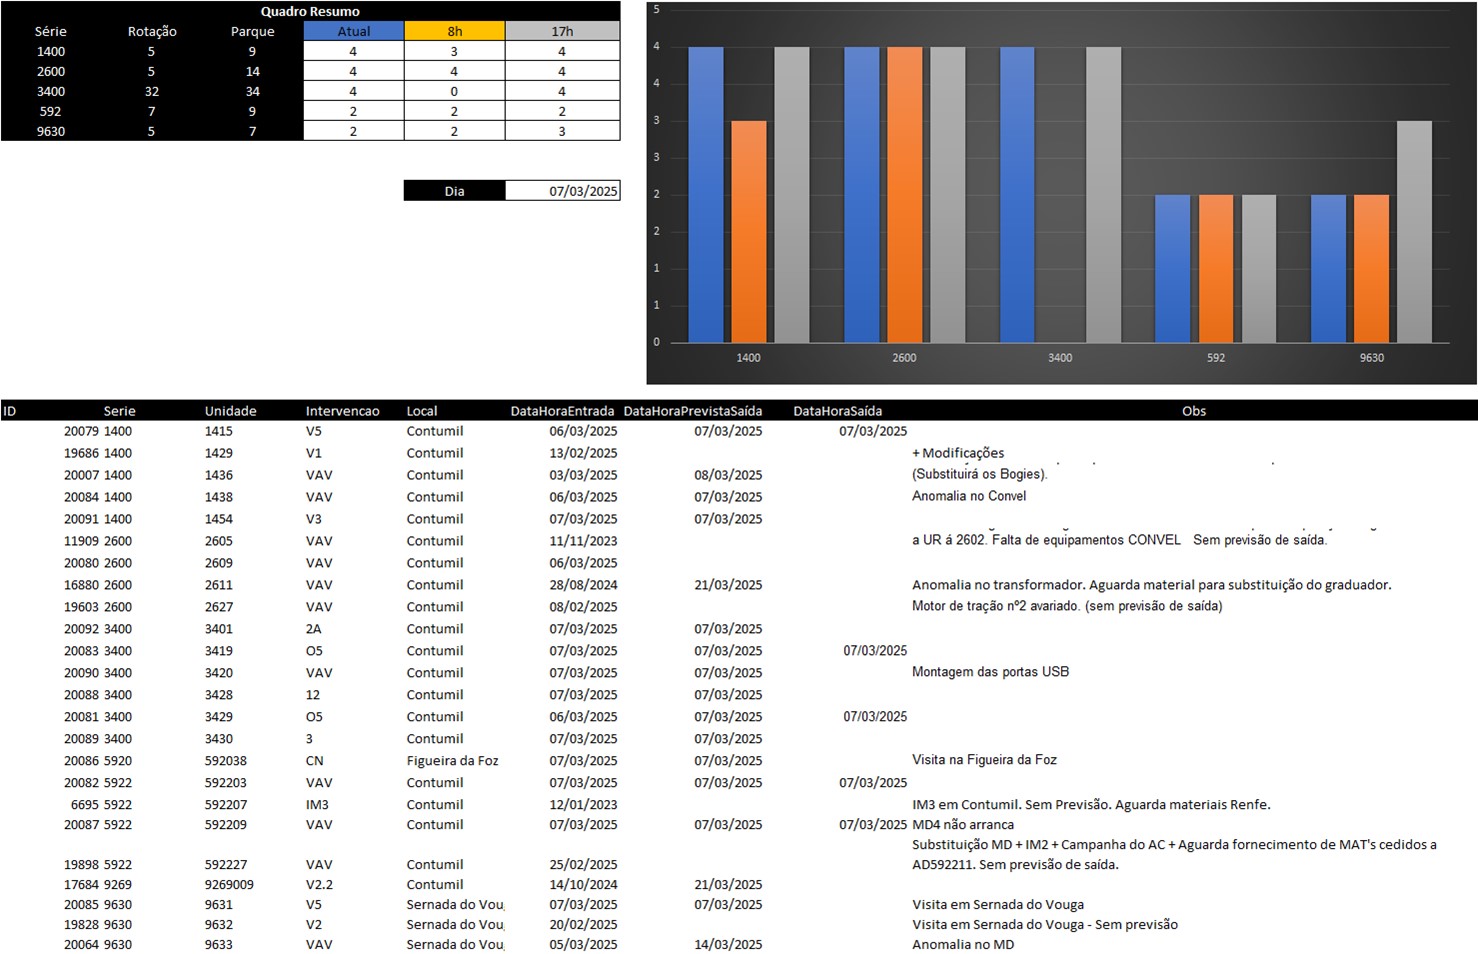 Quadro Resumo
Série Rotação Parque Atual 8h 17h
1400 5 9 4 3 4
2600 5 14 4 4 4
3400 32 34 4 0 4
592 7 9 2 2 2
9630 5 7 2 2 3
Dia 07/03/2025
5
4
4
3
3
2
2
1
1
0
1400 2600 3400 592 9630
ID Serie Unidade Intervencao Local DataHoraEntrada DataHoraPrevistaSaída DataHoraSaída Obs
20079 1400 1415 V5 Contumil 06/03/2025 07/03/2025 07/03/2025
19686 1400 1429 V1 Contumil 13/02/2025 + Modificações
20007 1400 1436 VAV Contumil 03/03/2025 08/03/2025 (Substituirá os Bogies).
20084 1400 1438 VAV Contumil 06/03/2025 07/03/2025 Anomalia no Convel
20091 1400 1454 V3 Contumil 07/03/2025 07/03/2025
11909 2600 2605 VAV Contumil 11/11/2023 a UR á 2602. Falta de equipamentos CONVEL Sem previsão de saída.
20080 2600 2609 VAV Contumil 06/03/2025
16880 2600 2611 VAV Contumil 28/08/2024 21/03/2025 Anomalia no transformador. Aguarda material para substituição do graduador.
19603 2600 2627 VAV Contumil 08/02/2025 Motor de tração nº2 avariado. (sem previsão de saída)
20092 3400 3401 2A Contumil 07/03/2025 07/03/2025
20083 3400 3419 O5 Contumil 07/03/2025 07/03/2025 07/03/2025
20090 3400 3420 VAV Contumil 07/03/2025 07/03/2025 Montagem das portas USB
20088 3400 3428 12 Contumil 07/03/2025 07/03/2025
20081 3400 3429 O5 Contumil 06/03/2025 07/03/2025 07/03/2025
20089 3400 3430 3 Contumil 07/03/2025 07/03/2025
20086 5920 592038 CN Figueira da Foz 07/03/2025 07/03/2025 Visita na Figueira da Foz
20082 5922 592203 VAV Contumil 07/03/2025 07/03/2025 07/03/2025
6695 5922 592207 IM3 Contumil 12/01/2023 IM3 em Contumil. Sem Previsão. Aguarda materiais Renfe.
20087 5922 592209 VAV Contumil 07/03/2025 07/03/2025 07/03/2025 MD4 não arranca
Substituição MD + IM2 + Campanha do AC + Aguarda fornecimento de MAT's cedidos a
19898 5922 592227 VAV Contumil 25/02/2025 AD592211. Sem previsão de saída.
17684 9269 9269009 V2.2 Contumil 14/10/2024 21/03/2025
20085 9630 9631 V5 Sernada do Vou 07/03/2025 07/03/2025 Visita em Sernada do Vouga
19828 9630 9632 V2 Sernada do Vou 20/02/2025 Visita em Sernada do Vouga - Sem previsão
20064 9630 9633 VAV Sernada do Vou 05/03/2025 14/03/2025 Anomalia no MD